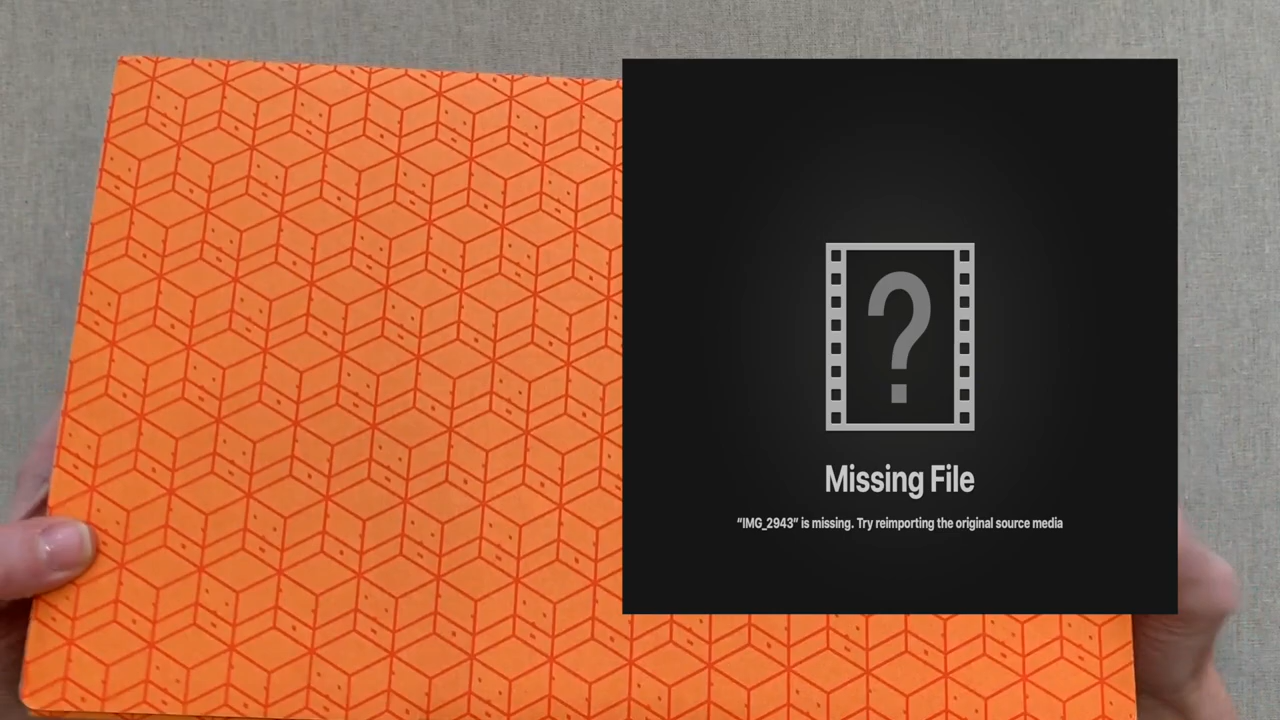 ?
Missing File
“IMG_2943” is missing. Try reimporting the original source media